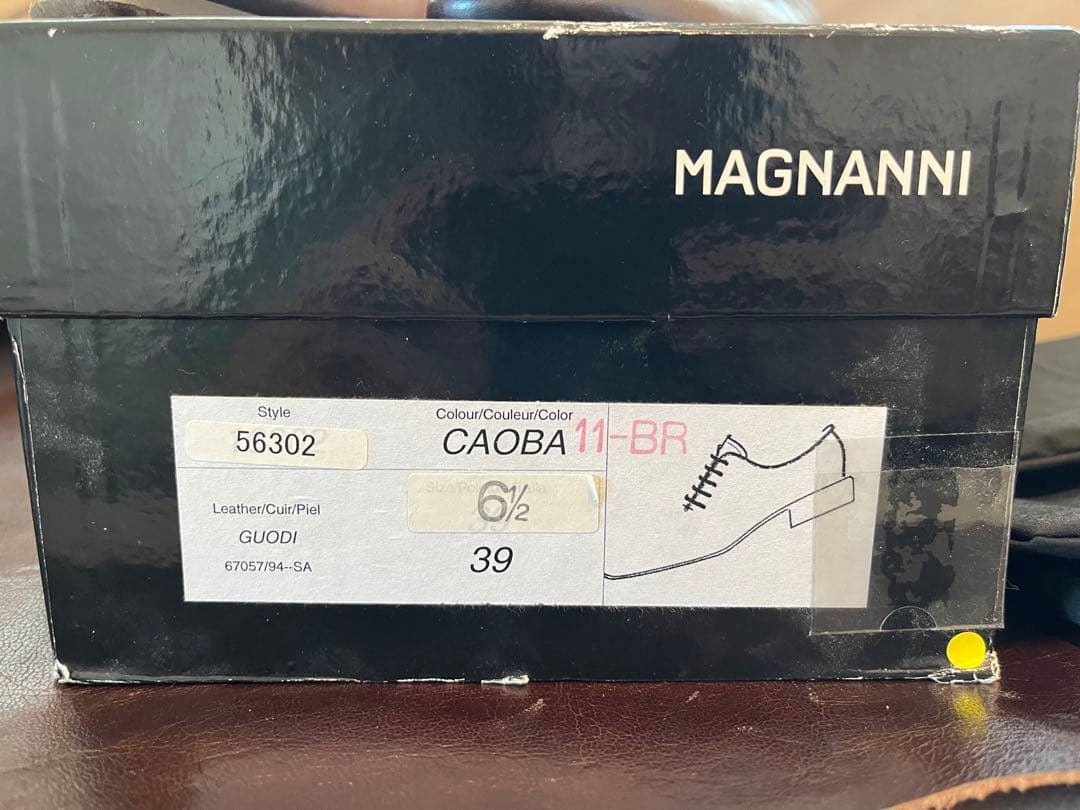 MAGNANNI
Style
56302
Colour/Couleur/Color
CAOBA 11-BR
Leather/Cuir/Piel
GUODI
67057/94--SA
6½
39